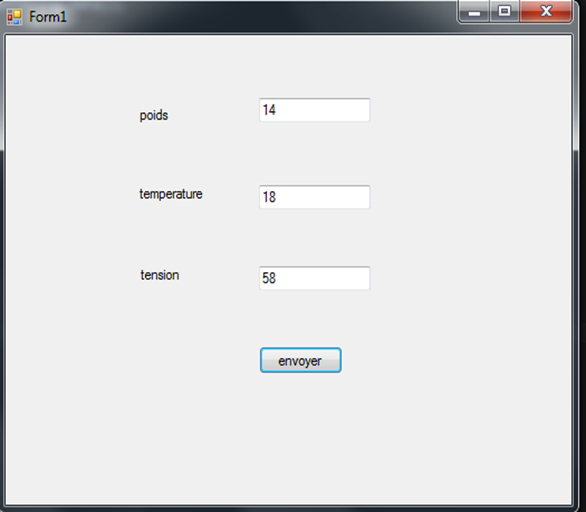 Form1
poids 14
temperature 18
tension 58
envoyer